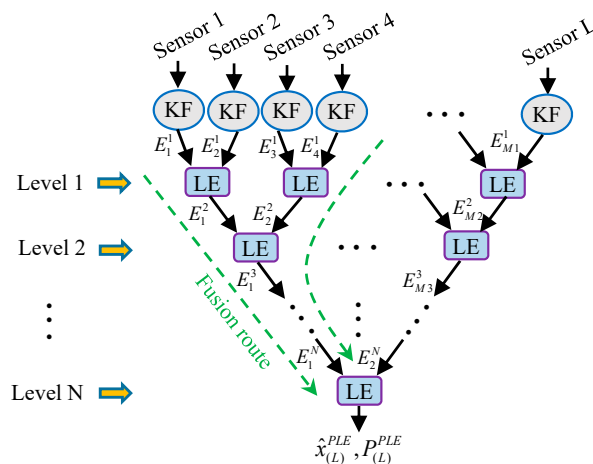 Sensor 1
Sensor 2
Sensor 3
Sensor 4
Sensor L
KF
KF
KF
KF
KF
E_1^1
E_2^1
E_3^1
E_4^1
E_{M1}^1
Level 1
LE
LE
LE
E_1^2
E_2^2
E_{M2}^2
Level 2
LE
LE
E_1^3
E_{M3}^3
Fusion route
E_1^N
E_2^N
Level N
LE
\hat{x}_{(L)}^{PLE}, P_{(L)}^{PLE}